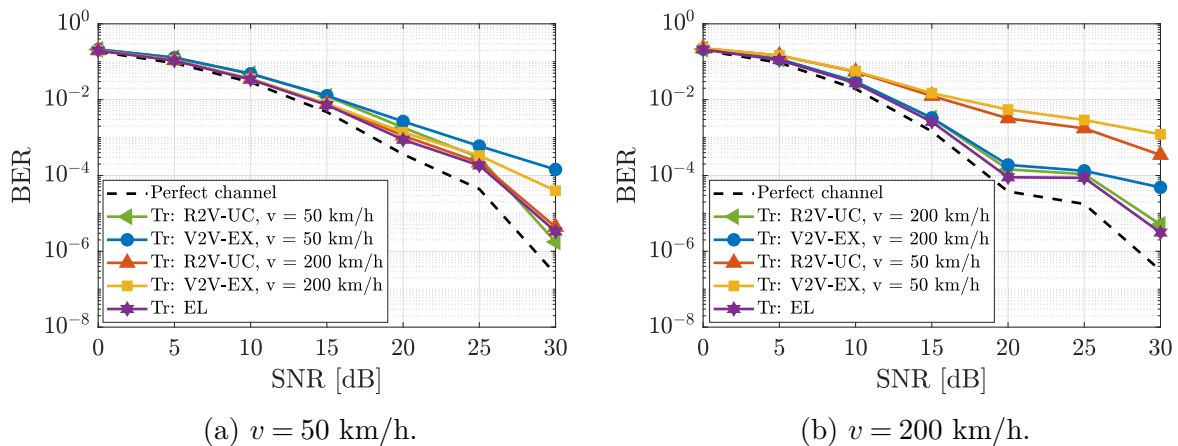 10^0
10^-2
10^-4
10^-6
10^-8
BER
Perfect channel
Tr: R2V-UC, v = 50 km/h
Tr: V2V-EX, v = 50 km/h
Tr: R2V-UC, v = 200 km/h
Tr: V2V-EX, v = 200 km/h
Tr: EL
0 5 10 15 20 25 30
SNR [dB]
(a) v = 50 km/h.
10^0
10^-2
10^-4
10^-6
10^-8
BER
Perfect channel
Tr: R2V-UC, v = 200 km/h
Tr: V2V-EX, v = 200 km/h
Tr: R2V-UC, v = 50 km/h
Tr: V2V-EX, v = 50 km/h
Tr: EL
0 5 10 15 20 25 30
SNR [dB]
(b) v = 200 km/h.